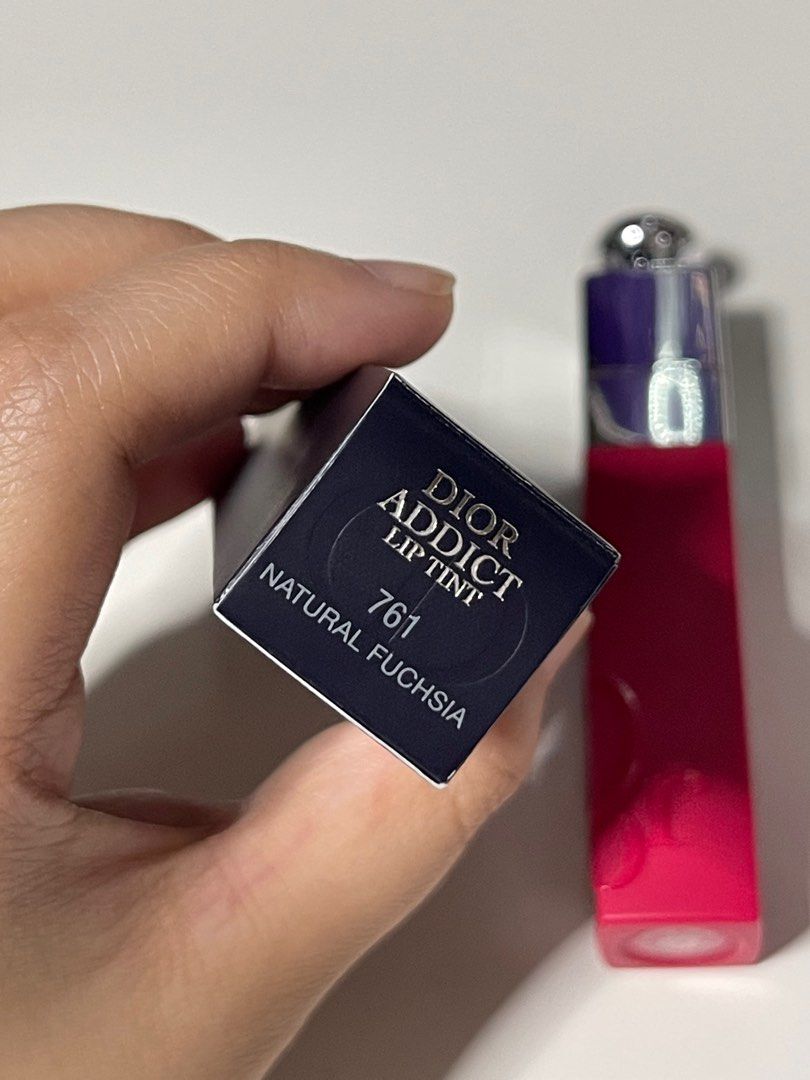 DIOR
ADDICT
LIP TINT
761
NATURAL FUCHSIA